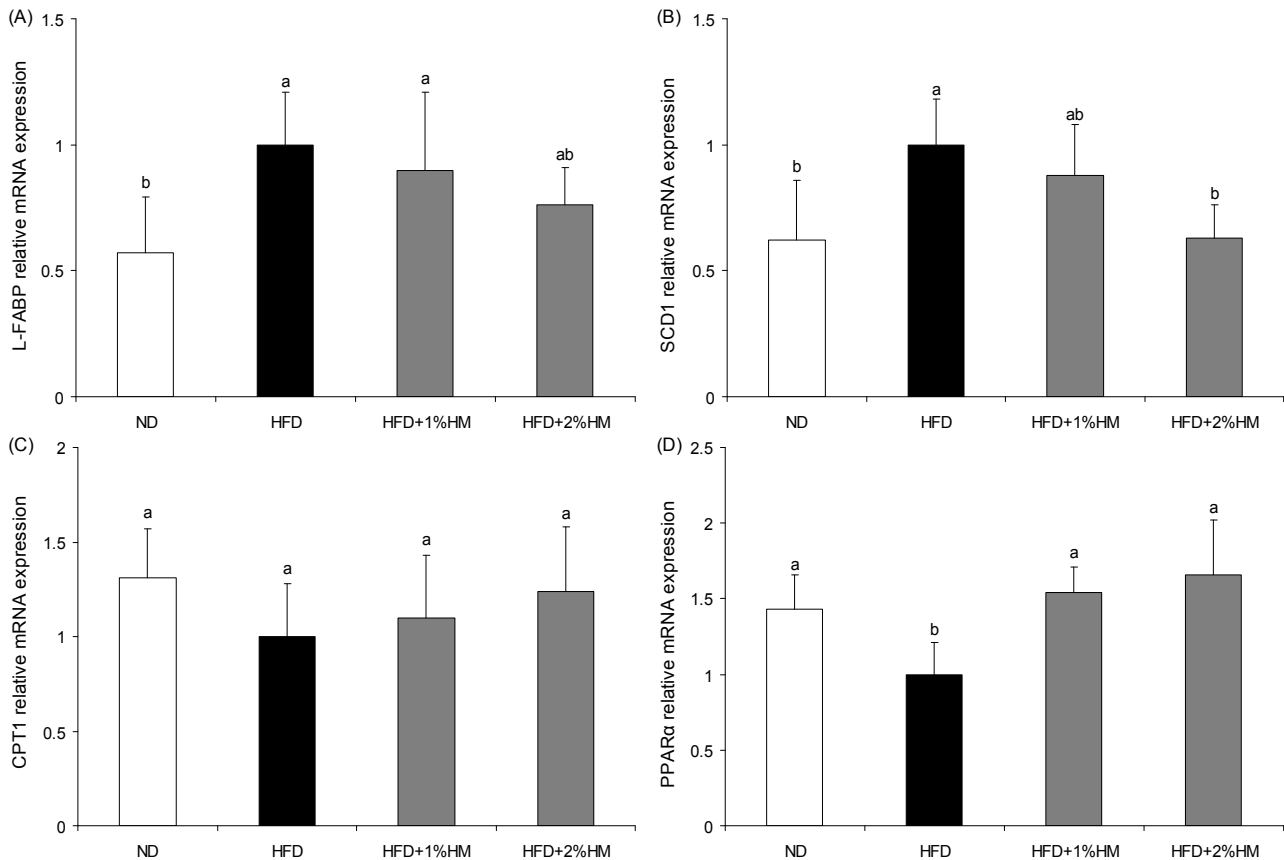 (A)
L-FABP relative mRNA expression
1.5
1
0.5
0
b
a
a
ab
ND HFD HFD+1%HM HFD+2%HM
(B)
SCD1 relative mRNA expression
1.5
1
0.5
0
b
a
ab
b
ND HFD HFD+1%HM HFD+2%HM
(C)
CPT1 relative mRNA expression
2
1.5
1
0.5
0
a
a
a
a
ND HFD HFD+1%HM HFD+2%HM
(D)
PPARα relative mRNA expression
2.5
2
1.5
1
0.5
0
a
b
a
a
ND HFD HFD+1%HM HFD+2%HM